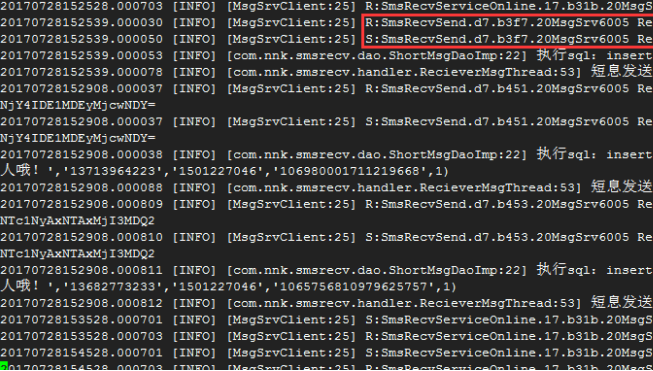 20170728152528.000703 [INFO] [MsgSrvClient:25] R:SmsRecvServiceOnline.17.b31b.20MsgS
20170728152539.000030 [INFO] [MsgSrvClient:25] R:SmsRecvSend.d7.b3f7.20MsgSrv6005 Re
20170728152539.000050 [INFO] [MsgSrvClient:25] S:SmsRecvSend.d7.b3f7.20MsgSrv6005 Re
20170728152539.000053 [INFO] [com.nnk.smsrecv.dao.ShortMsgDaoImp:22] 执行sql: insert
20170728152539.000078 [INFO] [com.nnk.smsrecv.handler.RecieverMsgThread:53] 短息发送
20170728152908.000037 [INFO] [MsgSrvClient:25] R:SmsRecvSend.d7.b451.20MsgSrv6005 Re
NjY4IDE1MDEyMjcwNDY=
20170728152908.000037 [INFO] [MsgSrvClient:25] S:SmsRecvSend.d7.b451.20MsgSrv6005 Re
NjY4IDE1MDEyMjcwNDY=
20170728152908.000038 [INFO] [com.nnk.smsrecv.dao.ShortMsgDaoImp:22] 执行sql: insert
人哦! ','13713964223','1501227046','106980001711219668',1)
20170728152908.000088 [INFO] [com.nnk.smsrecv.handler.RecieverMsgThread:53] 短息发送
20170728152908.000809 [INFO] [MsgSrvClient:25] R:SmsRecvSend.d7.b453.20MsgSrv6005 Re
NTc1NyAxNTAxMjI3MDQ2
20170728152908.000810 [INFO] [MsgSrvClient:25] S:SmsRecvSend.d7.b453.20MsgSrv6005 Re
NTc1NyAxNTAxMjI3MDQ2
20170728152908.000811 [INFO] [com.nnk.smsrecv.dao.ShortMsgDaoImp:22] 执行sql: insert
人哦! ','13682773233','1501227046','1065756810979625757',1)
20170728152908.000812 [INFO] [com.nnk.smsrecv.handler.RecieverMsgThread:53] 短息发送
20170728153528.000701 [INFO] [MsgSrvClient:25] S:SmsRecvServiceOnline.17.b31b.20MsgS
20170728153528.000703 [INFO] [MsgSrvClient:25] R:SmsRecvServiceOnline.17.b31b.20MsgS
20170728154528.000701 [INFO] [MsgSrvClient:25] S:SmsRecvServiceOnline.17.b31b.20MsgS
20170728154528.000703 [INFO] [MsgSrvClient:25] R:SmsRecvServiceOnline.17.b31b.20MsgS